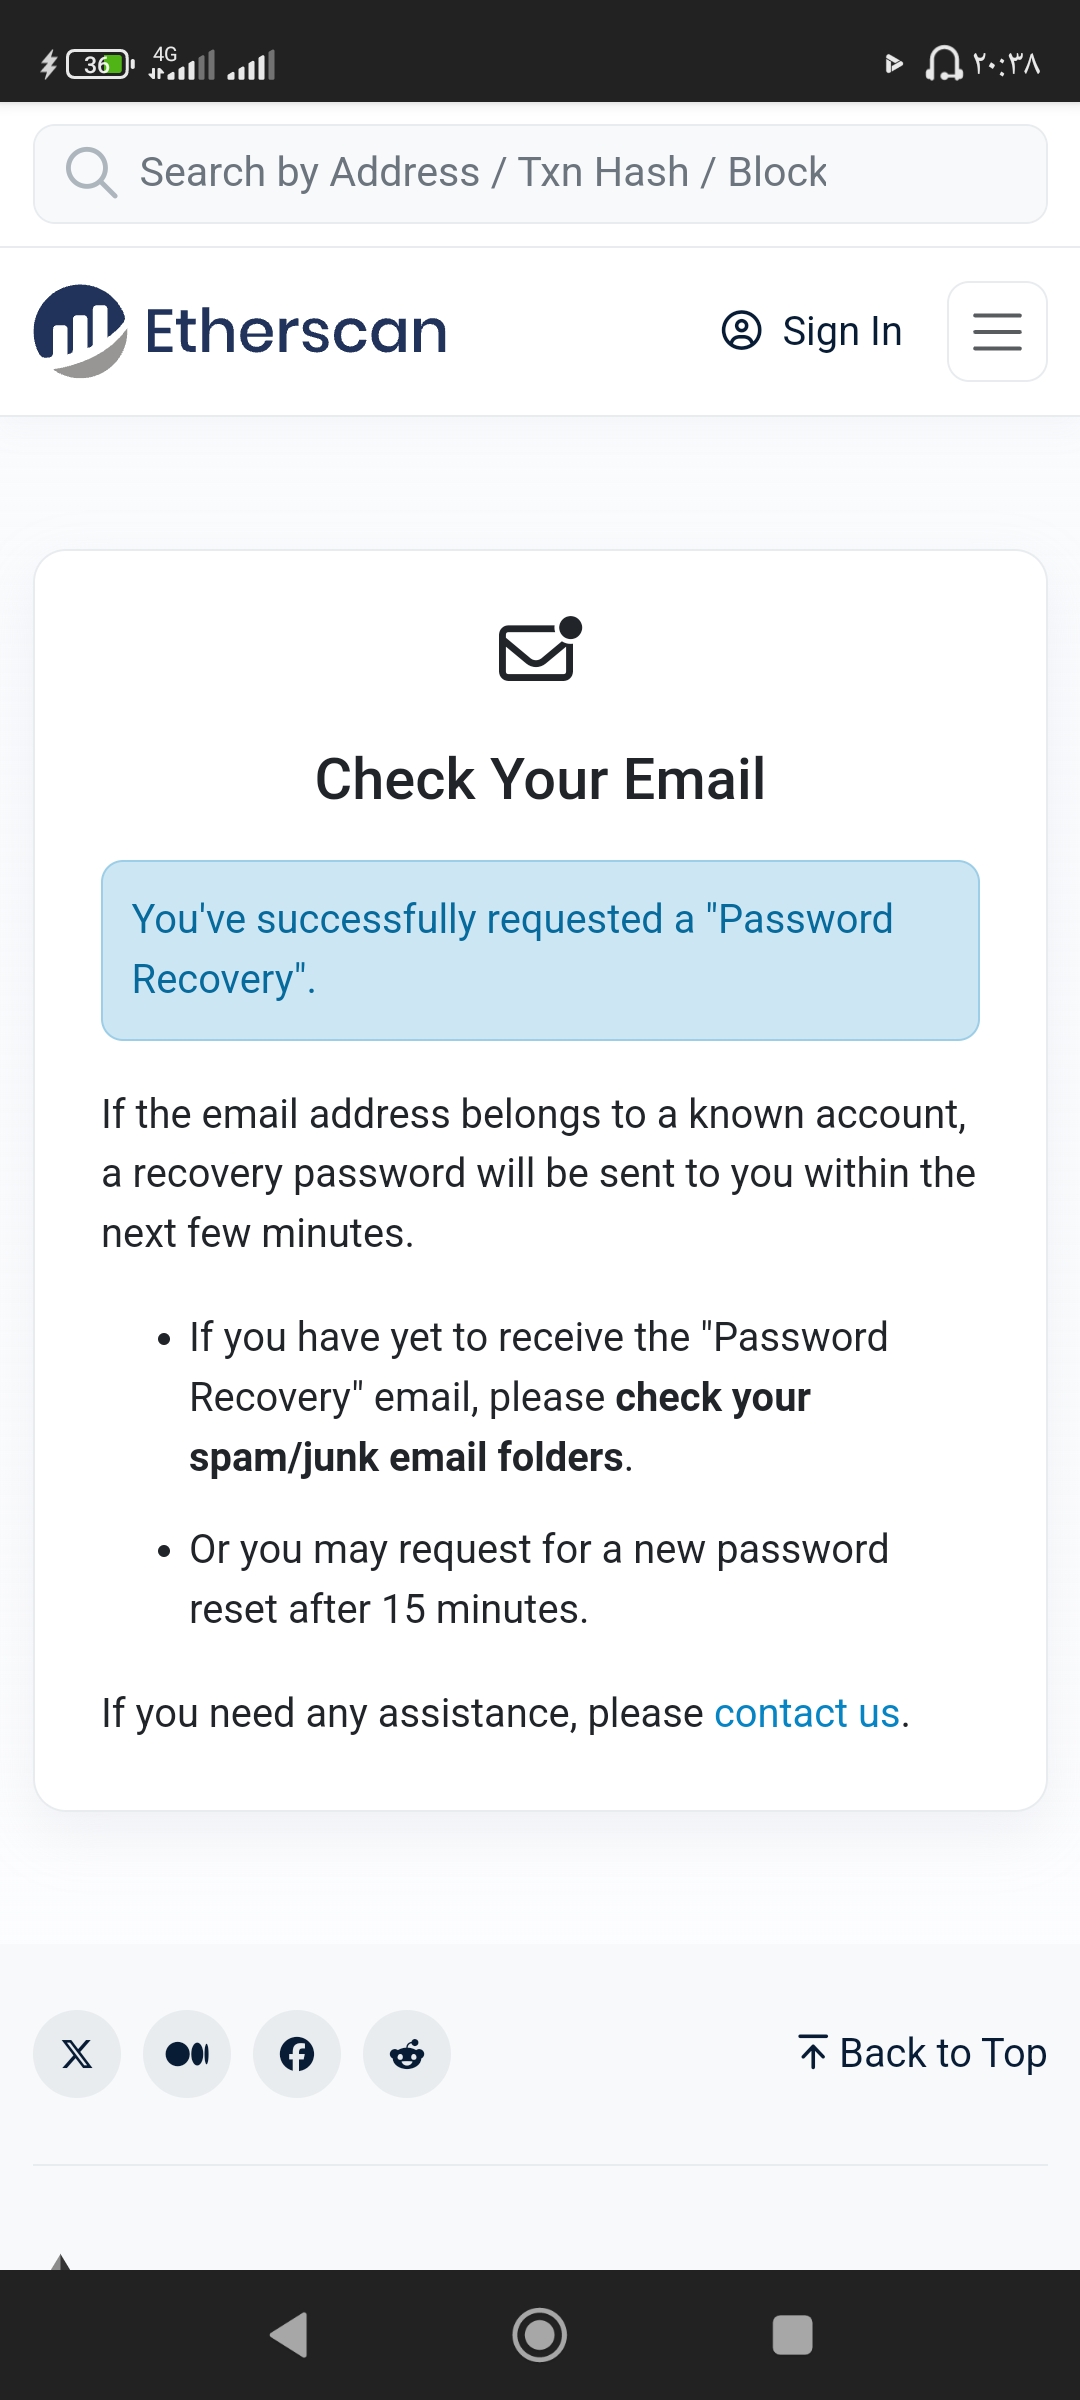 36
4G
۲۰:۳۸
Search by Address / Txn Hash / Block
Etherscan
Sign In
Check Your Email
You've successfully requested a "Password
Recovery".
If the email address belongs to a known account,
a recovery password will be sent to you within the
next few minutes.
• If you have yet to receive the "Password
Recovery" email, please check your
spam/junk email folders.
• Or you may request for a new password
reset after 15 minutes.
If you need any assistance, please contact us.
Back to Top